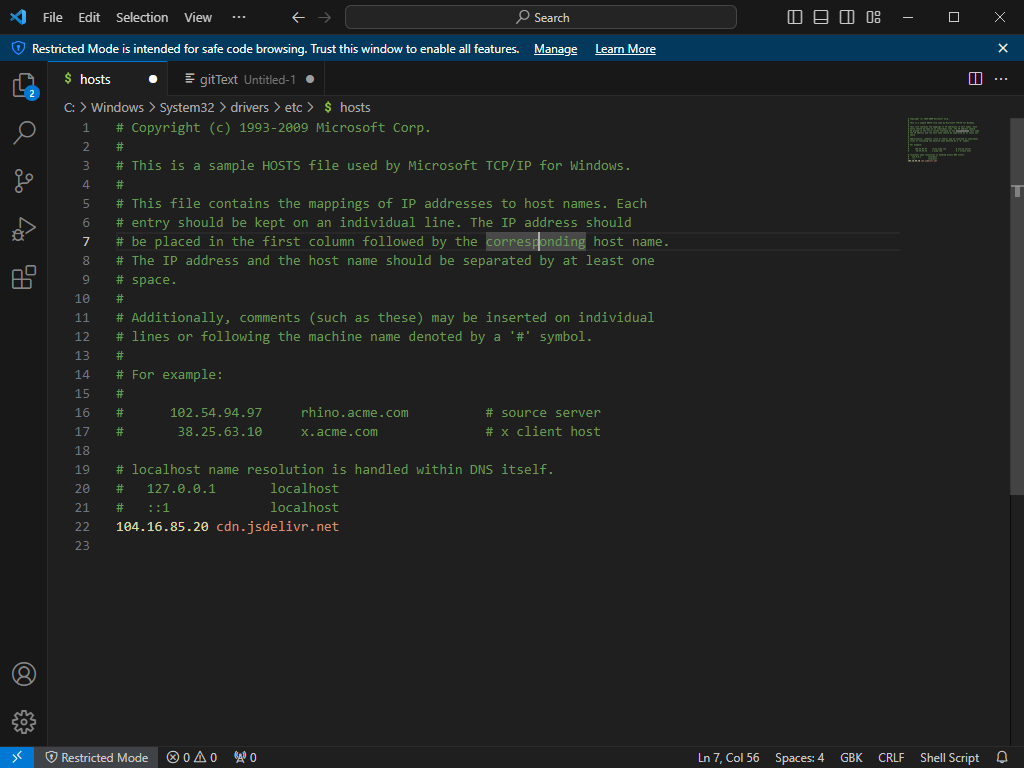 File Edit Selection View ··· Search
Restricted Mode is intended for safe code browsing. Trust this window to enable all features. Manage Learn More
2
$ hosts gitText Untitled-1
C: > Windows > System32 > drivers > etc > $ hosts
1 # Copyright (c) 1993-2009 Microsoft Corp.
2 #
3 # This is a sample HOSTS file used by Microsoft TCP/IP for Windows.
4 #
5 # This file contains the mappings of IP addresses to host names. Each
6 # entry should be kept on an individual line. The IP address should
7 # be placed in the first column followed by the corresponding host name.
8 # The IP address and the host name should be separated by at least one
9 # space.
10 #
11 # Additionally, comments (such as these) may be inserted on individual
12 # lines or following the machine name denoted by a '#' symbol.
13 #
14 # For example:
15 #
16 #      102.54.94.97     rhino.acme.com          # source server
17 #       38.25.63.10     x.acme.com              # x client host
18
19 # localhost name resolution is handled within DNS itself.
20 #   127.0.0.1       localhost
21 #   ::1             localhost
22 104.16.85.20 cdn.jsdelivr.net
23
Restricted Mode 0 0 0 Ln 7, Col 56 Spaces: 4 GBK CRLF Shell Script